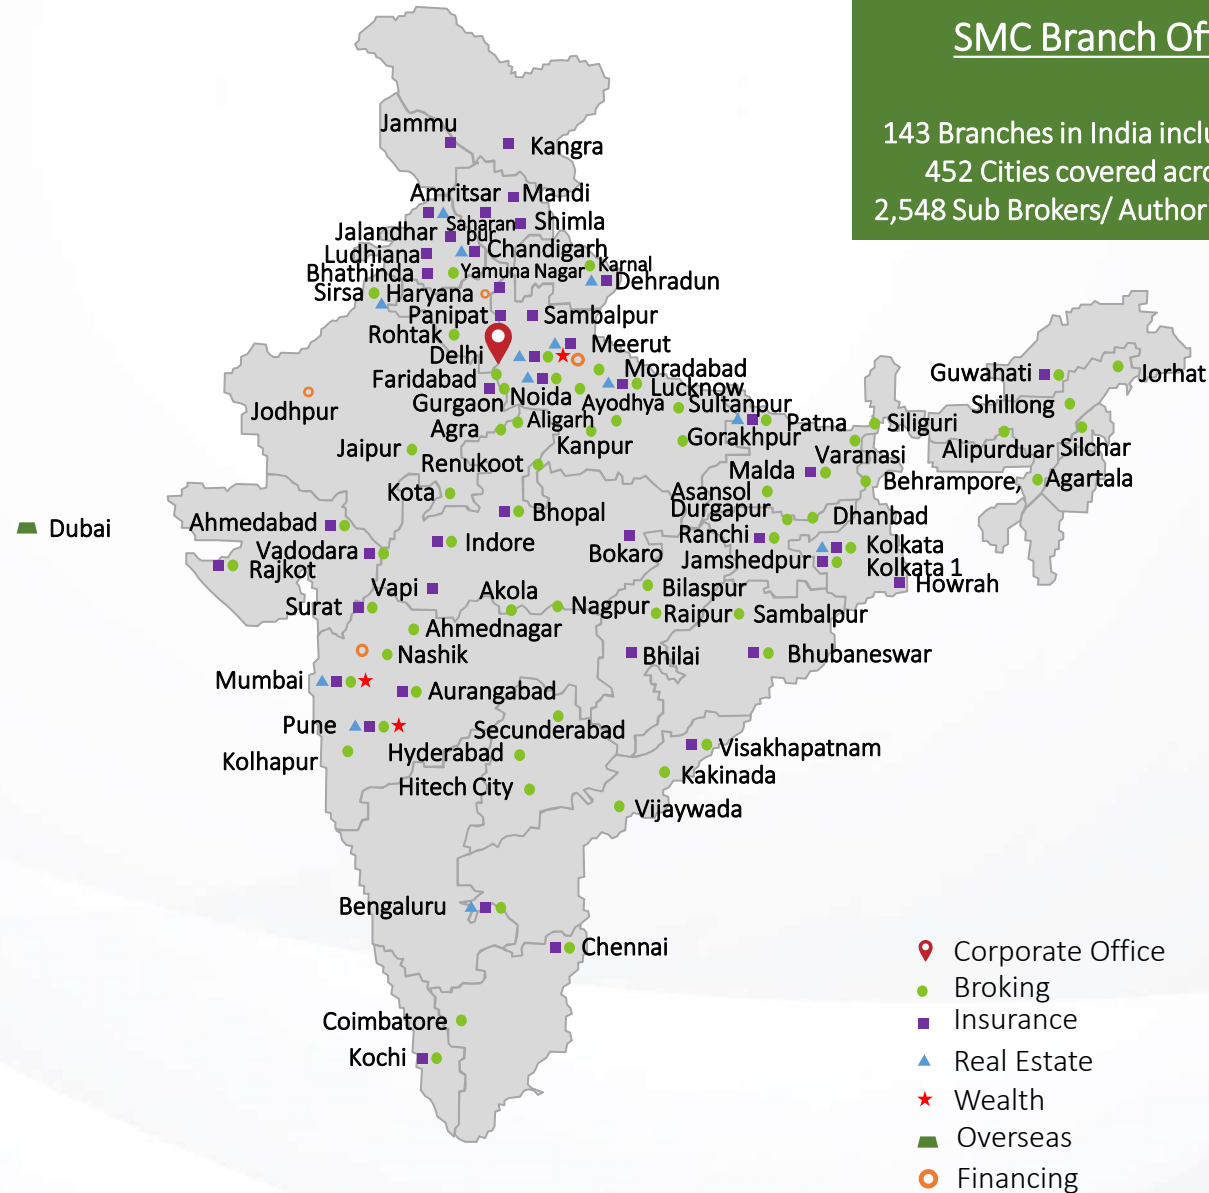 SMC Branch Of
143 Branches in India inclu
452 Cities covered acro
2,548 Sub Brokers/ Author
Jammu
Kangra
Amritsar
Mandi
Saharan
pur
Shimla
Jalandhar
Chandigarh
Ludhiana
Bhathinda
Yamuna Nagar
Karnal
Dehradun
Sirsa
Haryana
Panipat
Sambalpur
Rohtak
Delhi
Meerut
Faridabad
Moradabad
Lucknow
Gurgaon
Noida
Ayodhya
Sultanpur
Jodhpur
Agra
Aligarh
Kanpur
Gorakhpur
Patna
Siliguri
Guwahati
Jorhat
Shillong
Alipurduar
Silchar
Jaipur
Renukoot
Varanasi
Malda
Behrampore,
Agartala
Kota
Asansol
Durgapur
Dhanbad
Dubai
Ahmedabad
Bhopal
Vadodara
Indore
Bokaro
Ranchi
Kolkata
Rajkot
Jamshedpur
Kolkata 1
Howrah
Vapi
Akola
Bilaspur
Surat
Nagpur
Raipur
Sambalpur
Ahmednagar
Nashik
Bhilai
Bhubaneswar
Mumbai
Aurangabad
Pune
Secunderabad
Kolhapur
Hyderabad
Visakhapatnam
Hitech City
Kakinada
Vijaywada
Bengaluru
Chennai
Coimbatore
Kochi
Corporate Office
Broking
Insurance
Real Estate
Wealth
Overseas
Financing